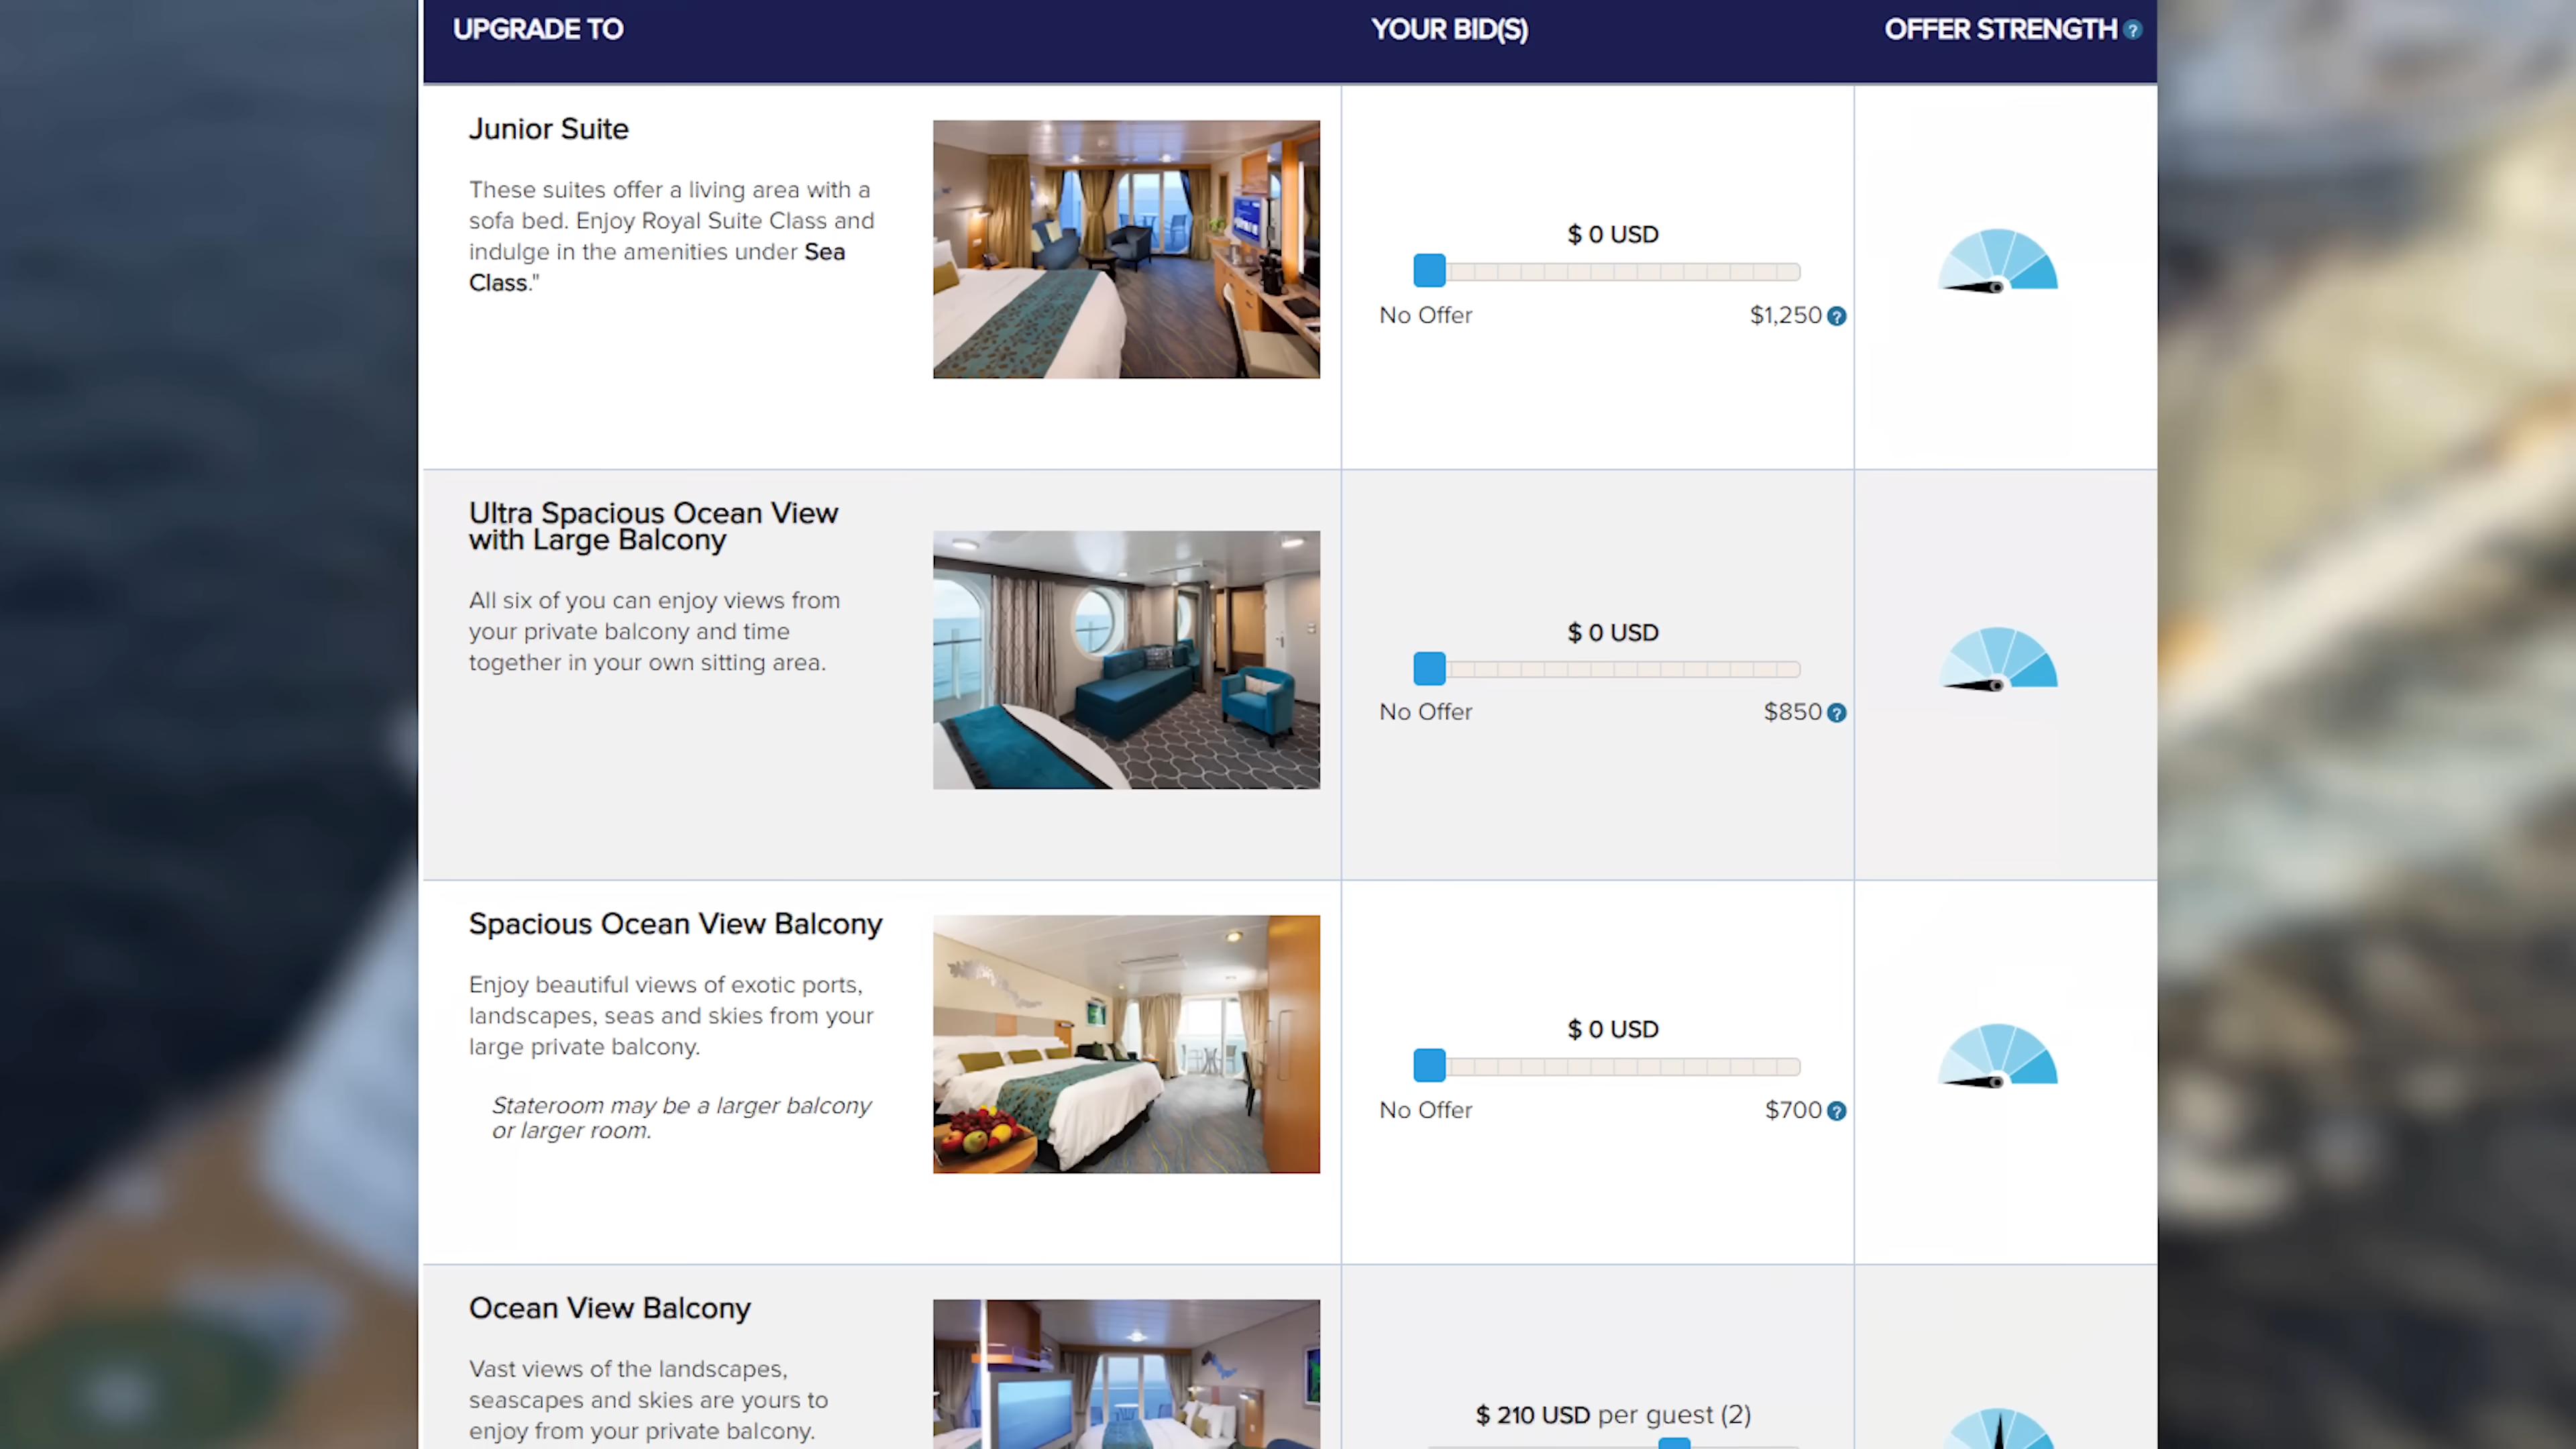 UPGRADE TO YOUR BID(S) OFFER STRENGTH ?
Junior Suite
These suites offer a living area with a
sofa bed. Enjoy Royal Suite Class and
indulge in the amenities under Sea
Class."
$ 0 USD
No Offer $1,250 ?
Ultra Spacious Ocean View
with Large Balcony
All six of you can enjoy views from
your private balcony and time
together in your own sitting area.
$ 0 USD
No Offer $850 ?
Spacious Ocean View Balcony
Enjoy beautiful views of exotic ports,
landscapes, seas and skies from your
large private balcony.
Stateroom may be a larger balcony
or larger room.
$ 0 USD
No Offer $700 ?
Ocean View Balcony
Vast views of the landscapes,
seascapes and skies are yours to
enjoy from your private balcony.
$ 210 USD per guest (2)